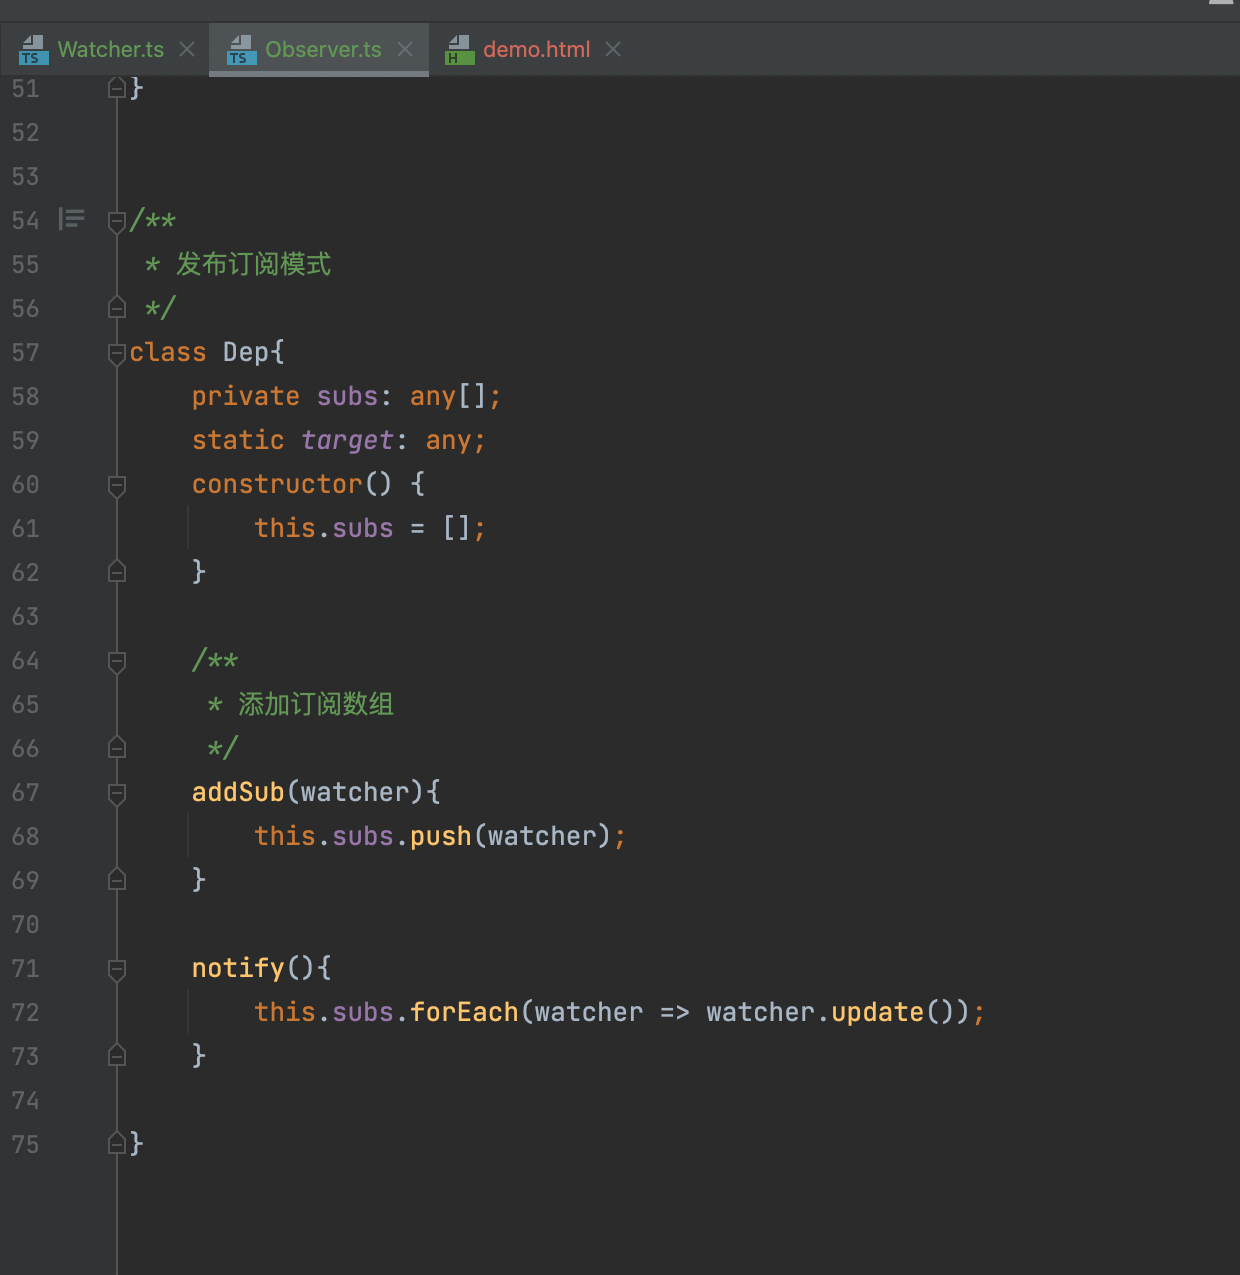 Watcher.ts Observer.ts demo.html
51 }
52
53
54 /**
55 * 发布订阅模式
56 */
57 class Dep{
58 private subs: any[];
59 static target: any;
60 constructor() {
61 this.subs = [];
62 }
63
64 /**
65 * 添加订阅数组
66 */
67 addSub(watcher){
68 this.subs.push(watcher);
69 }
70
71 notify(){
72 this.subs.forEach(watcher => watcher.update());
73 }
74
75 }